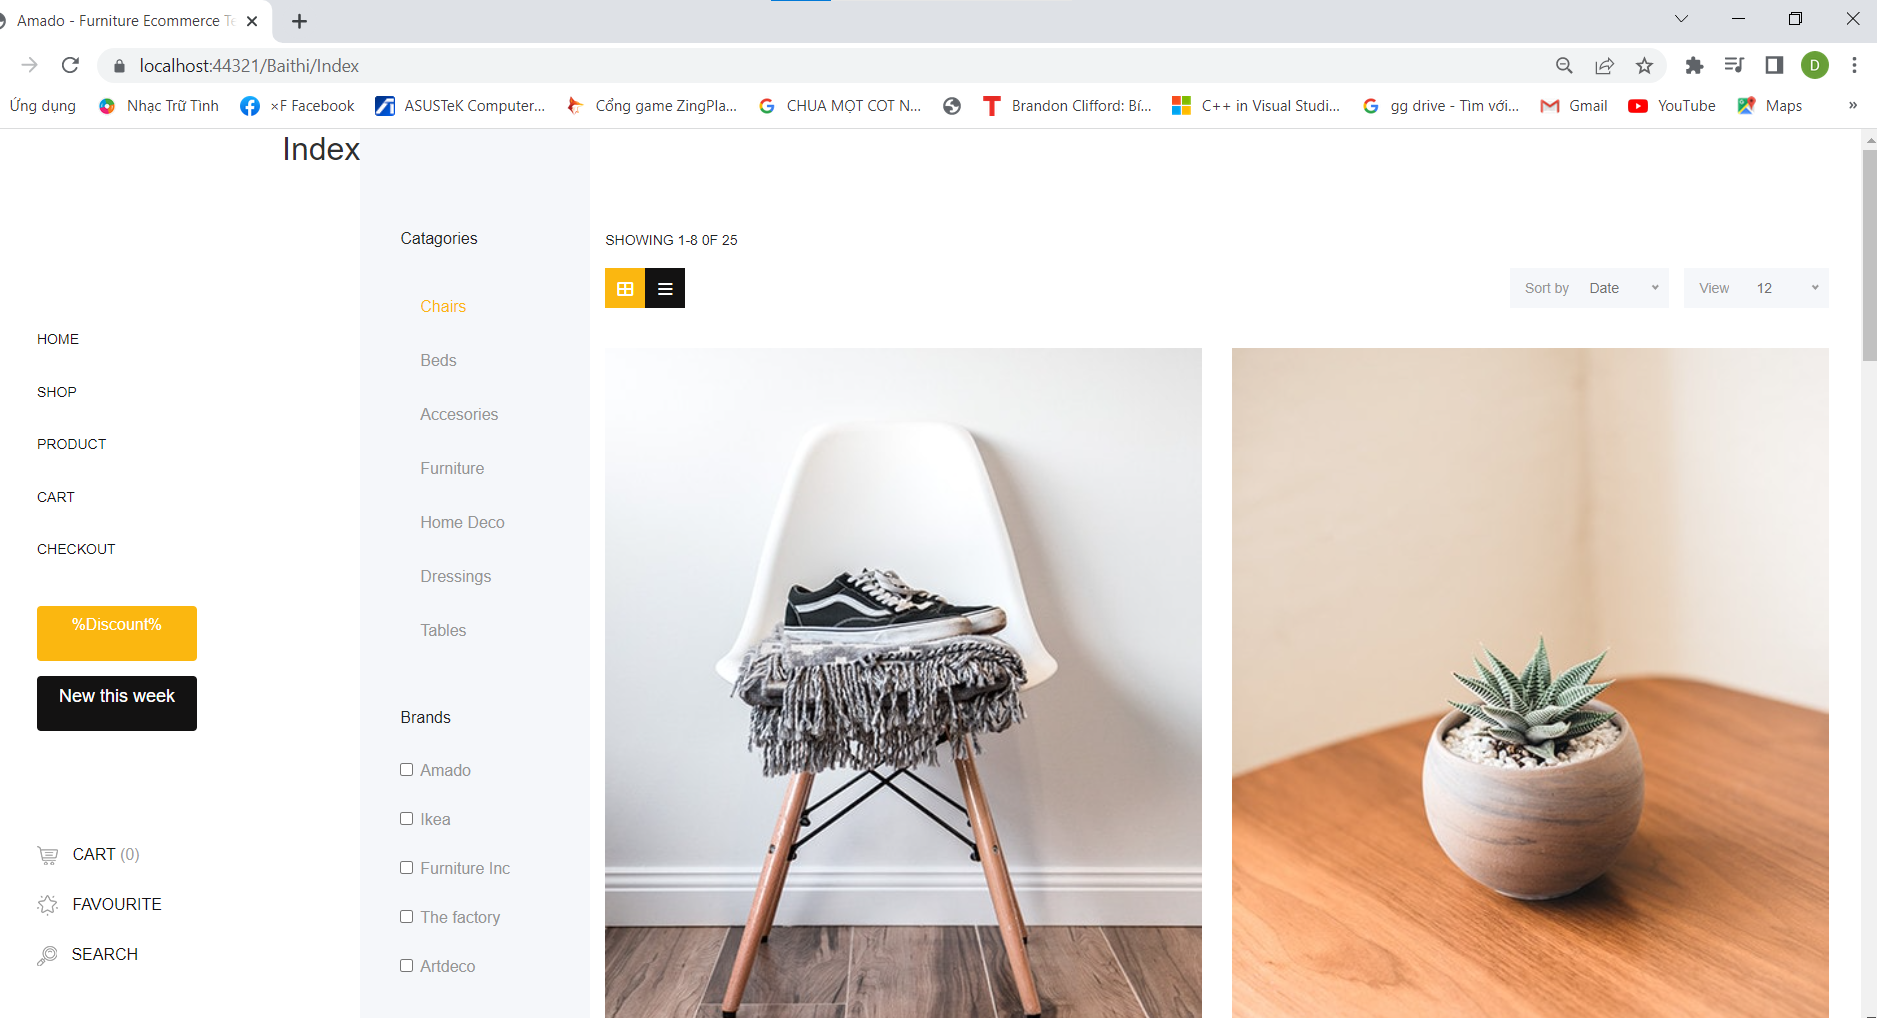 Amado - Furniture Ecommerce Te
localhost:44321/Baithi/Index
D
Ứng dụng
Nhạc Trữ Tình
×F Facebook
ASUSTeK Computer...
Cổng game ZingPla...
CHUA MỌT COT N...
Brandon Clifford: Bí...
C++ in Visual Studi...
gg drive - Tìm với...
Gmail
YouTube
Maps
»
Index
HOME
SHOP
PRODUCT
CART
CHECKOUT
%Discount%
New this week
CART (0)
FAVOURITE
SEARCH
Catagories
Chairs
Beds
Accesories
Furniture
Home Deco
Dressings
Tables
Brands
Amado
Ikea
Furniture Inc
The factory
Artdeco
SHOWING 1-8 0F 25
Sort by Date
View 12